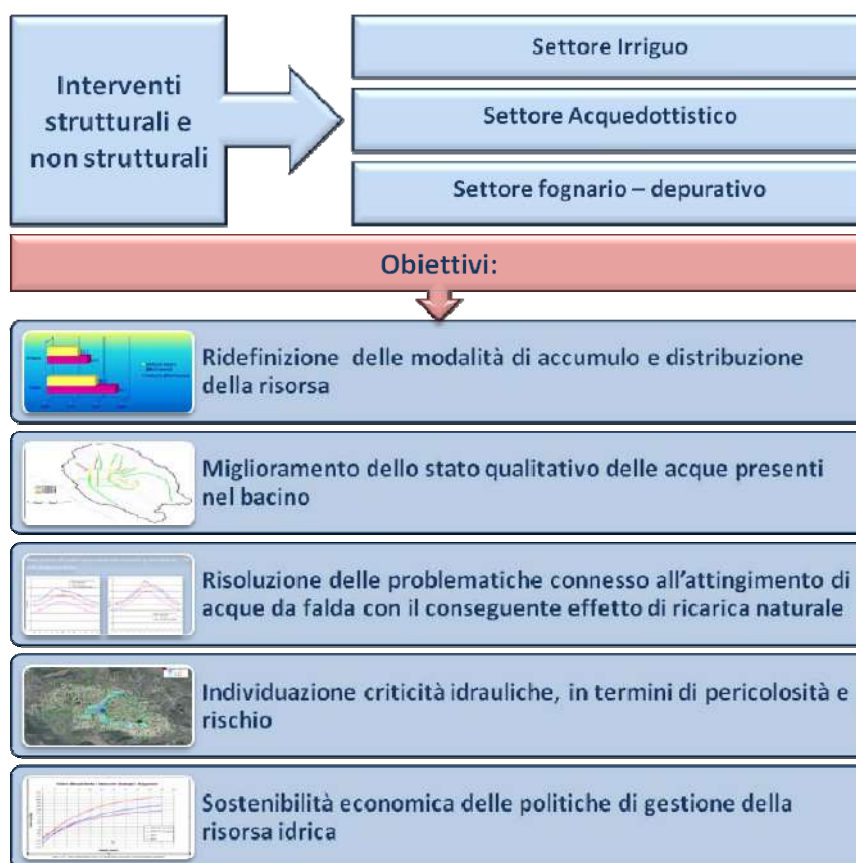 Interventi
strutturali e
non strutturali
Settore Irriguo
Settore Acquedottistico
Settore fognario – depurativo
Obiettivi:
Ridefinizione delle modalità di accumulo e distribuzione
della risorsa
Miglioramento dello stato qualitativo delle acque presenti
nel bacino
Risoluzione delle problematiche connesso all'attingimento di
acque da falda con il conseguente effetto di ricarica naturale
Individuazione criticità idrauliche, in termini di pericolosità e
rischio
Sostenibilità economica delle politiche di gestione della
risorsa idrica